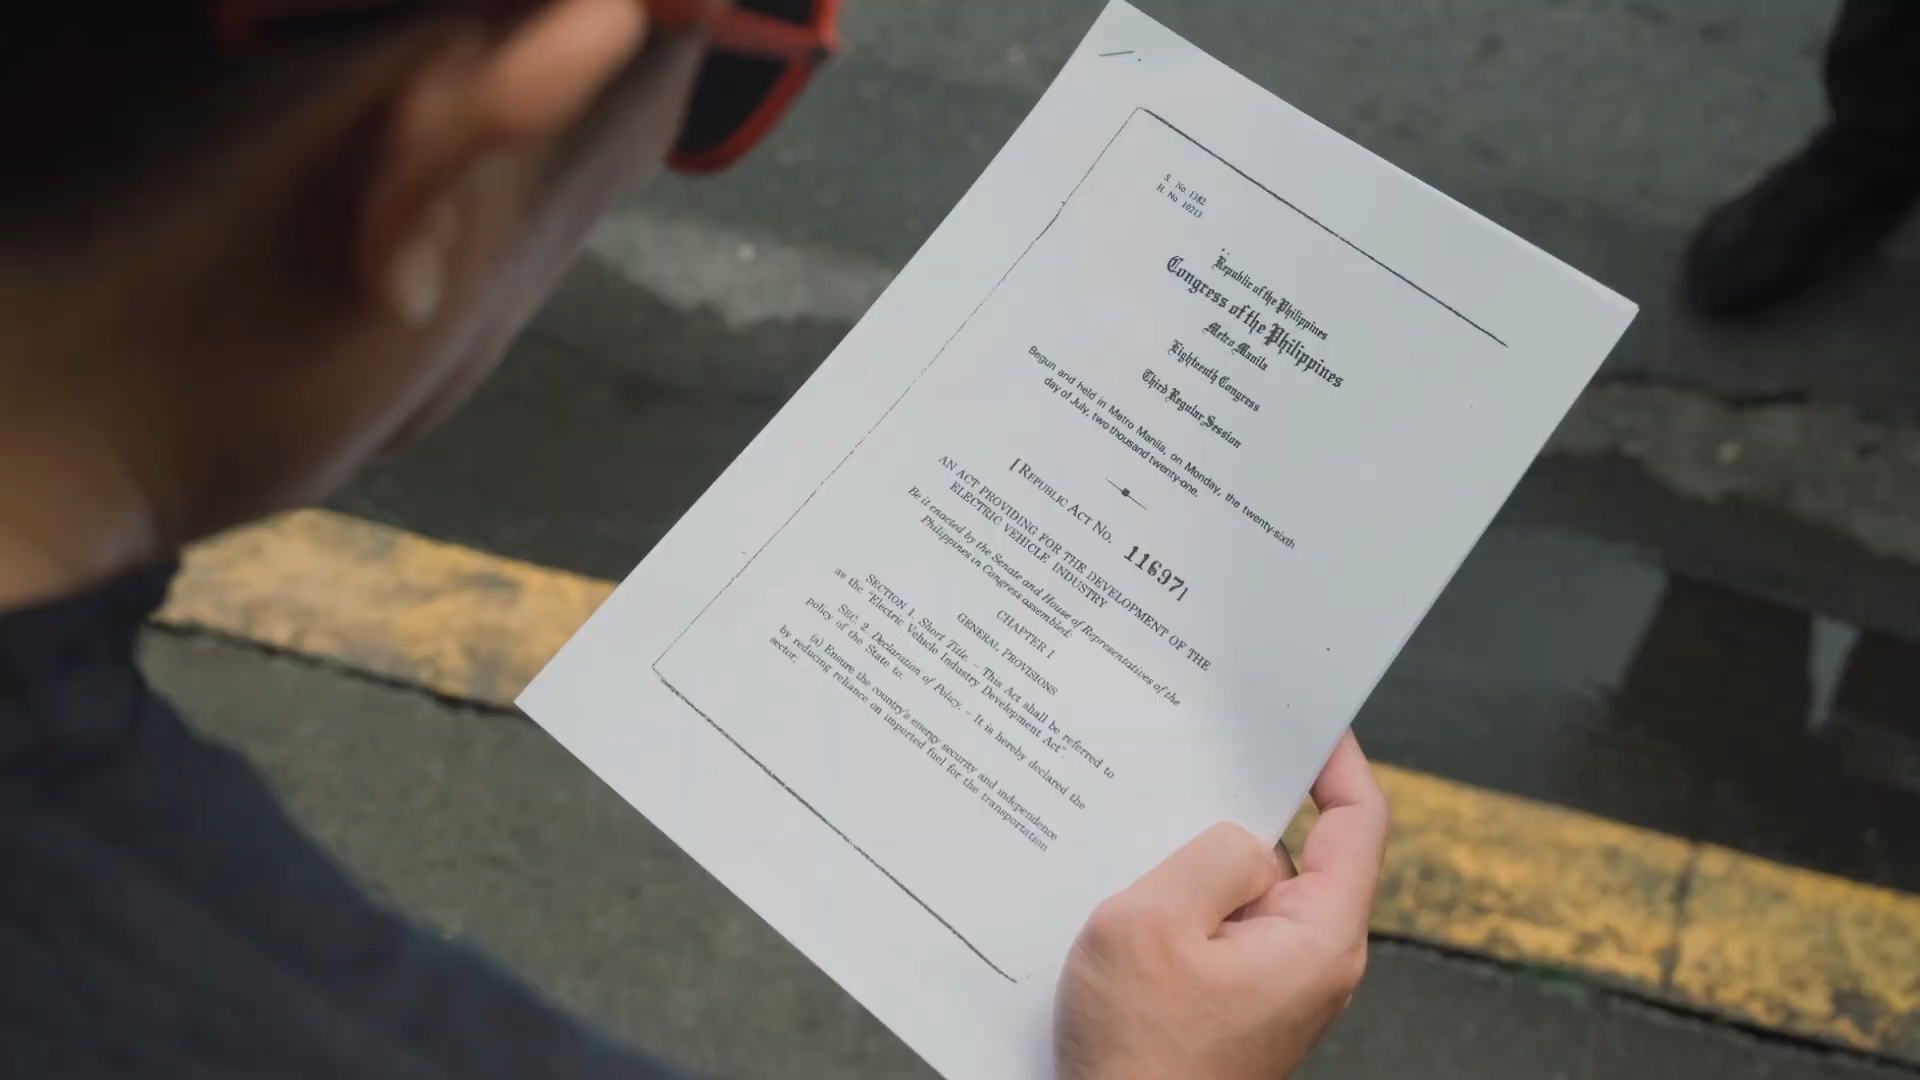 S. No. 1382
H. No. 10213
Republic of the Philippines
Congress of the Philippines
Metro Manila
Eighteenth Congress
Third Regular Session
Begun and held in Metro Manila, on Monday, the twenty-sixth
day of July, two thousand twenty-one.
[ REPUBLIC ACT NO. 11697]
AN ACT PROVIDING FOR THE DEVELOPMENT OF THE
ELECTRIC VEHICLE INDUSTRY
Be it enacted by the Senate and House of Representatives of the
Philippines in Congress assembled:
CHAPTER I
GENERAL PROVISIONS
SECTION 1. Short Title. – This Act shall be referred to
as the "Electric Vehicle Industry Development Act".
SEC. 2. Declaration of Policy. – It is hereby declared the
policy of the State to:
(a) Ensure the country's energy security and independence
by reducing reliance on imported fuel for the transportation
sector;